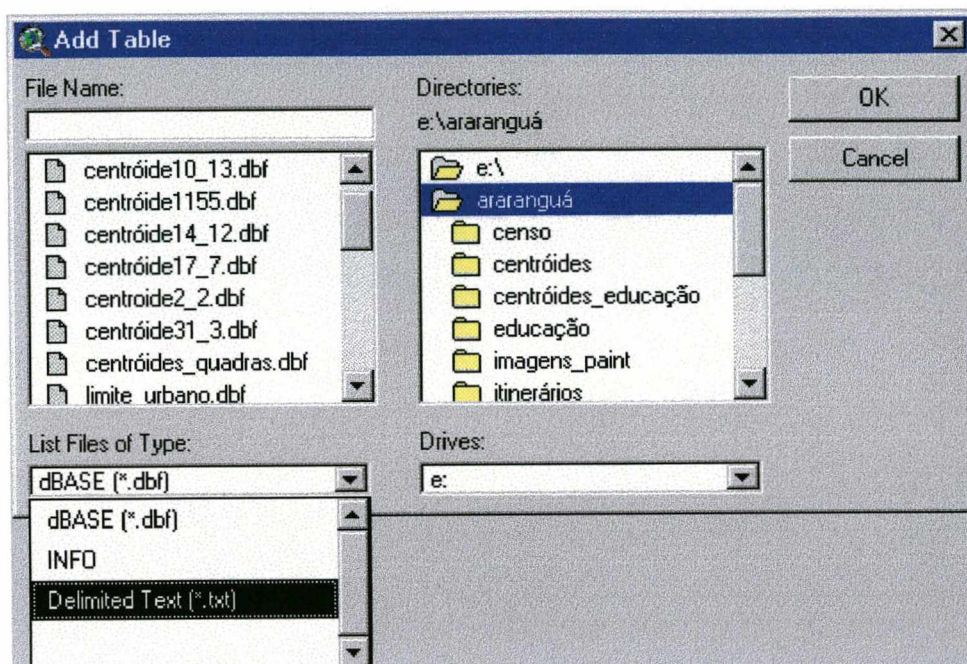 Add Table
File Name:
centróide10_13.dbf
centróide1155.dbf
centróide14_12.dbf
centróide17_7.dbf
centroide2_2.dbf
centróide31_3.dbf
centróides_quadras.dbf
limite_urbano.dbf
List Files of Type:
dBASE (*.dbf)
dBASE (*.dbf)
INFO
Delimited Text (*.txt)
Directories:
e:\araranguá
e:\
araranguá
censo
centróides
centróides_educação
educação
imagens_paint
itinerários
Drives:
e:
OK
Cancel